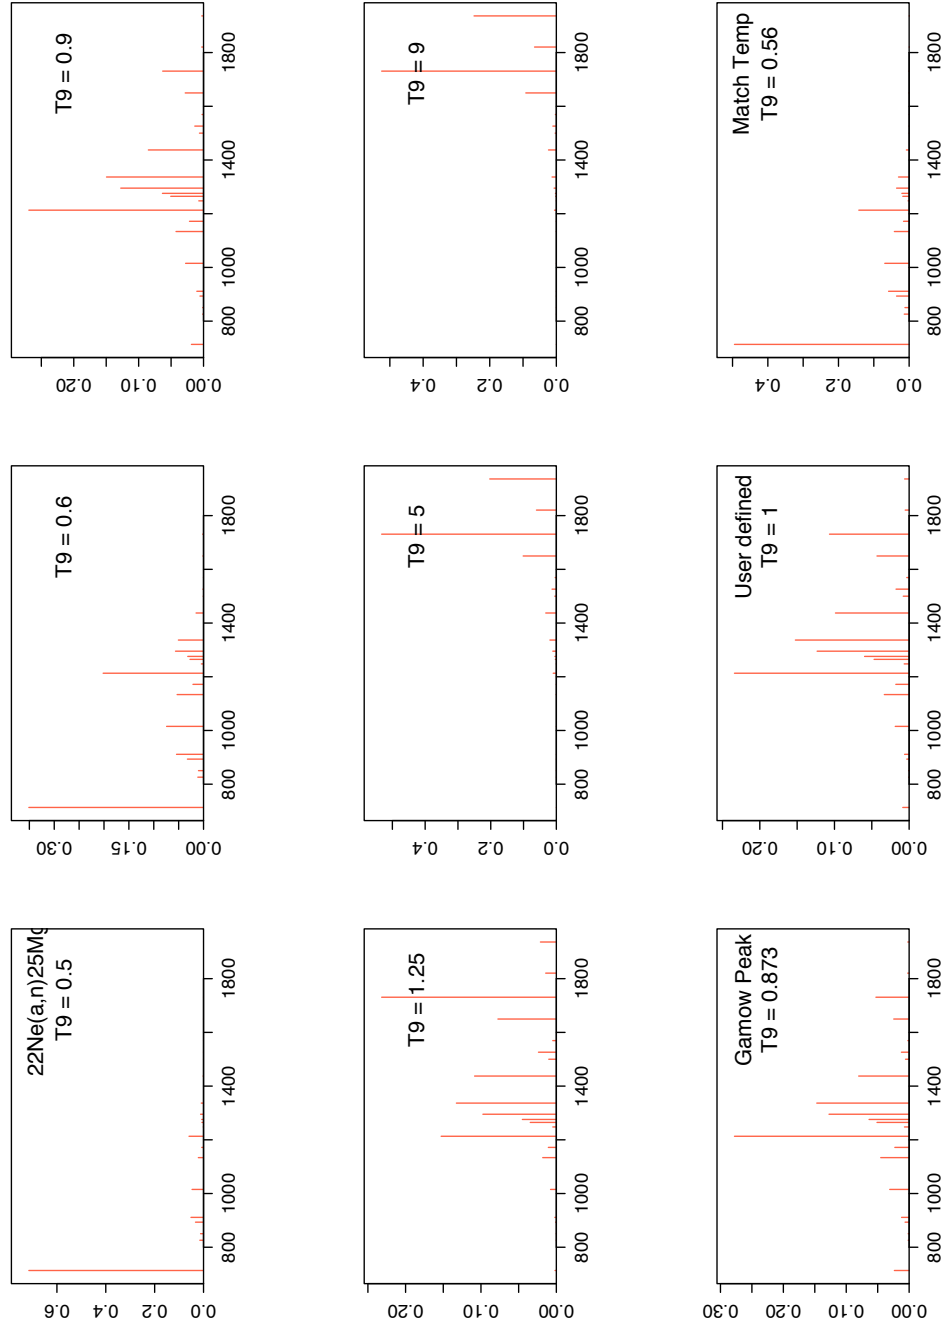 22Ne(a,n)25Mg
T9 = 0.5
0.6
0.4
0.2
0.0
800 1000 1400 1800
T9 = 0.6
0.30
0.15
0.00
800 1000 1400 1800
T9 = 0.9
0.20
0.10
0.00
800 1000 1400 1800
T9 = 1.25
0.20
0.10
0.00
800 1000 1400 1800
T9 = 5
0.4
0.2
0.0
800 1000 1400 1800
T9 = 9
0.4
0.2
0.0
800 1000 1400 1800
Gamow Peak
T9 = 0.873
0.30
0.20
0.10
0.00
800 1000 1400 1800
User defined
T9 = 1
0.20
0.10
0.00
800 1000 1400 1800
Match Temp
T9 = 0.56
0.4
0.2
0.0
800 1000 1400 1800